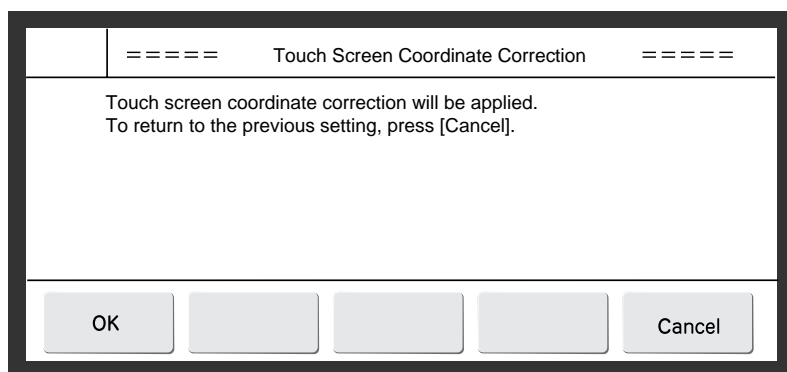 ===== Touch Screen Coordinate Correction =====
Touch screen coordinate correction will be applied.
To return to the previous setting, press [Cancel].
OK Cancel